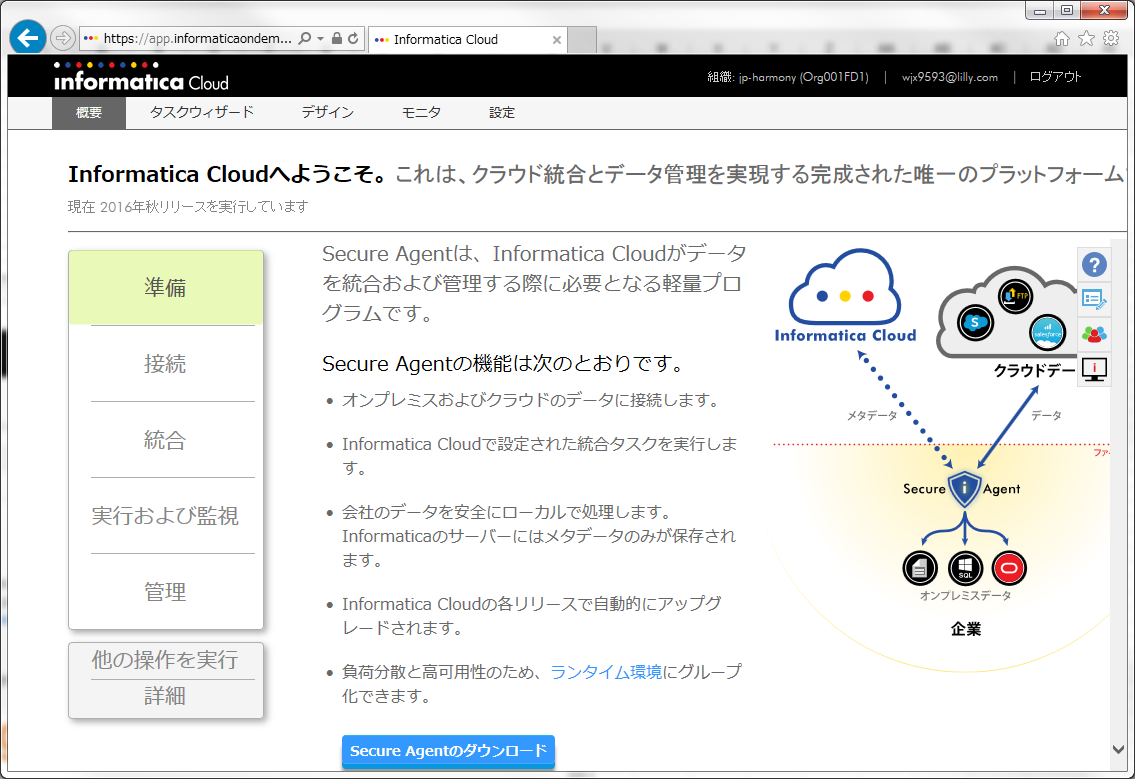 https://app.informaticaondem...
Informatica Cloud
informatica Cloud
組織: jp-harmony (Org001FD1) | wjx9593@lilly.com | ログアウト
概要 タスクウィザード デザイン モニタ 設定
Informatica Cloudへようこそ。これは、クラウド統合とデータ管理を実現する完成された唯一のプラットフォーム
現在 2016年秋リリースを実行しています
準備
接続
統合
実行および監視
管理
他の操作を実行
詳細
Secure Agentは、Informatica Cloudがデータ
を統合および管理する際に必要となる軽量プロ
グラムです。
Secure Agentの機能は次のとおりです。
• オンプレミスおよびクラウドのデータに接続します。
• Informatica Cloudで設定された統合タスクを実行しま
す。
• 会社のデータを安全にローカルで処理します。
Informaticaのサーバーにはメタデータのみが保存され
ます。
• Informatica Cloudの各リリースで自動的にアップグ
レードされます。
• 負荷分散と高可用性のため、ランタイム環境にグループ
化できます。
Secure Agentのダウンロード
Informatica Cloud
FTP
S
salesforce
クラウドデー
メタデータ
データ
ファ
Secure i Agent
SQL
オンプレミスデータ
企業
?
i